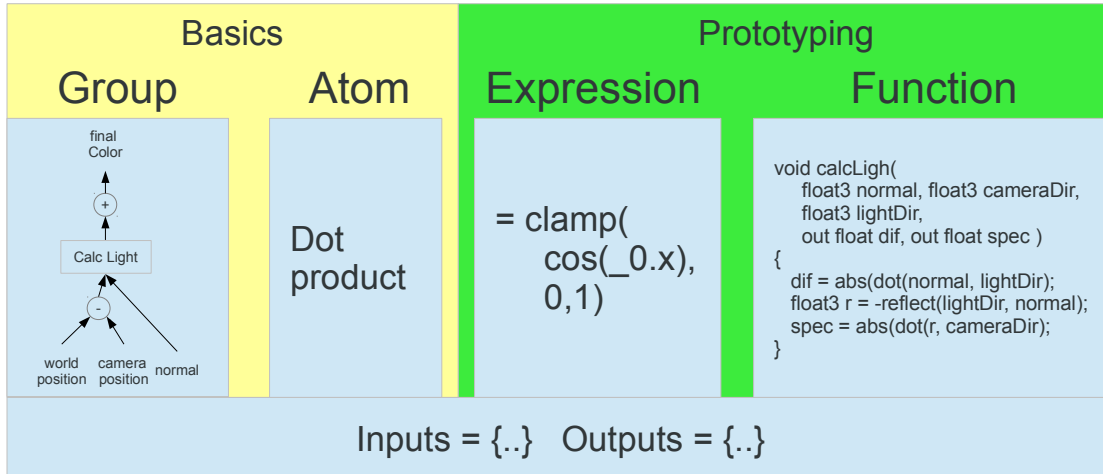 Basics
Prototyping
Group
Atom
Expression
Function
final
Color
+
Calc Light
-
world
position
camera
position
normal
Dot
product
= clamp(
cos(_0.x),
0,1)
void calcLigh(
float3 normal, float3 cameraDir,
float3 lightDir,
out float dif, out float spec )
{
dif = abs(dot(normal, lightDir);
float3 r = -reflect(lightDir, normal);
spec = abs(dot(r, cameraDir);
}
Inputs = {..} Outputs = {..}